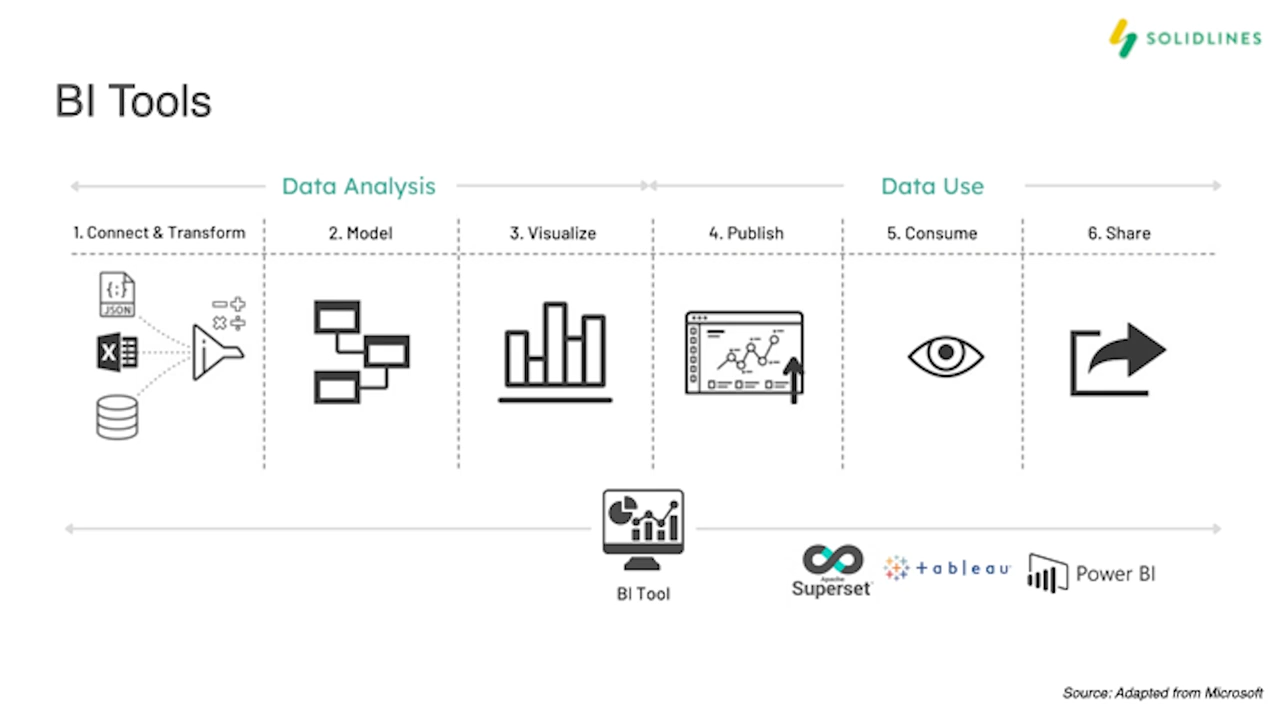 SOLIDLINES
BI Tools
Data Analysis
Data Use
1. Connect & Transform
2. Model
3. Visualize
4. Publish
5. Consume
6. Share
{:}
JSON
X
BI Tool
Apache
Superset
+ableau
Power BI
Source: Adapted from Microsoft